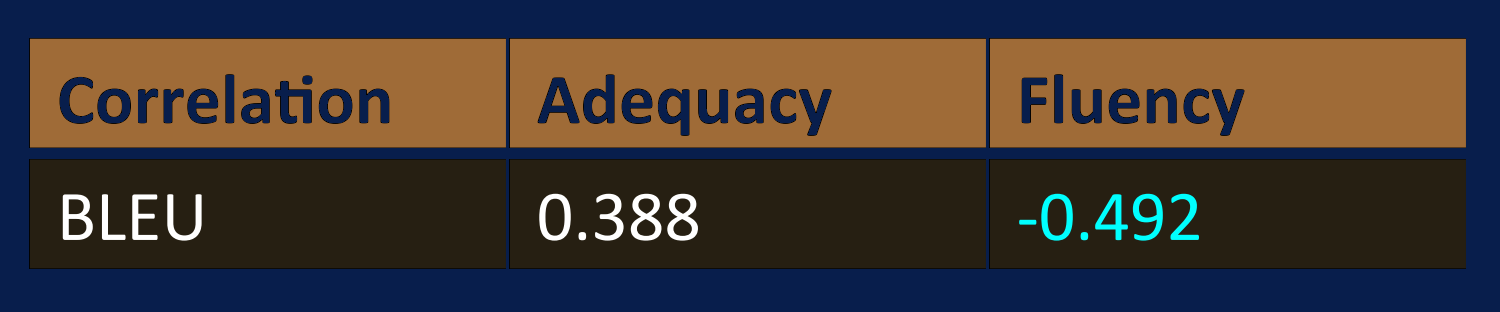 Correlation Adequacy Fluency
BLEU 0.388 -0.492